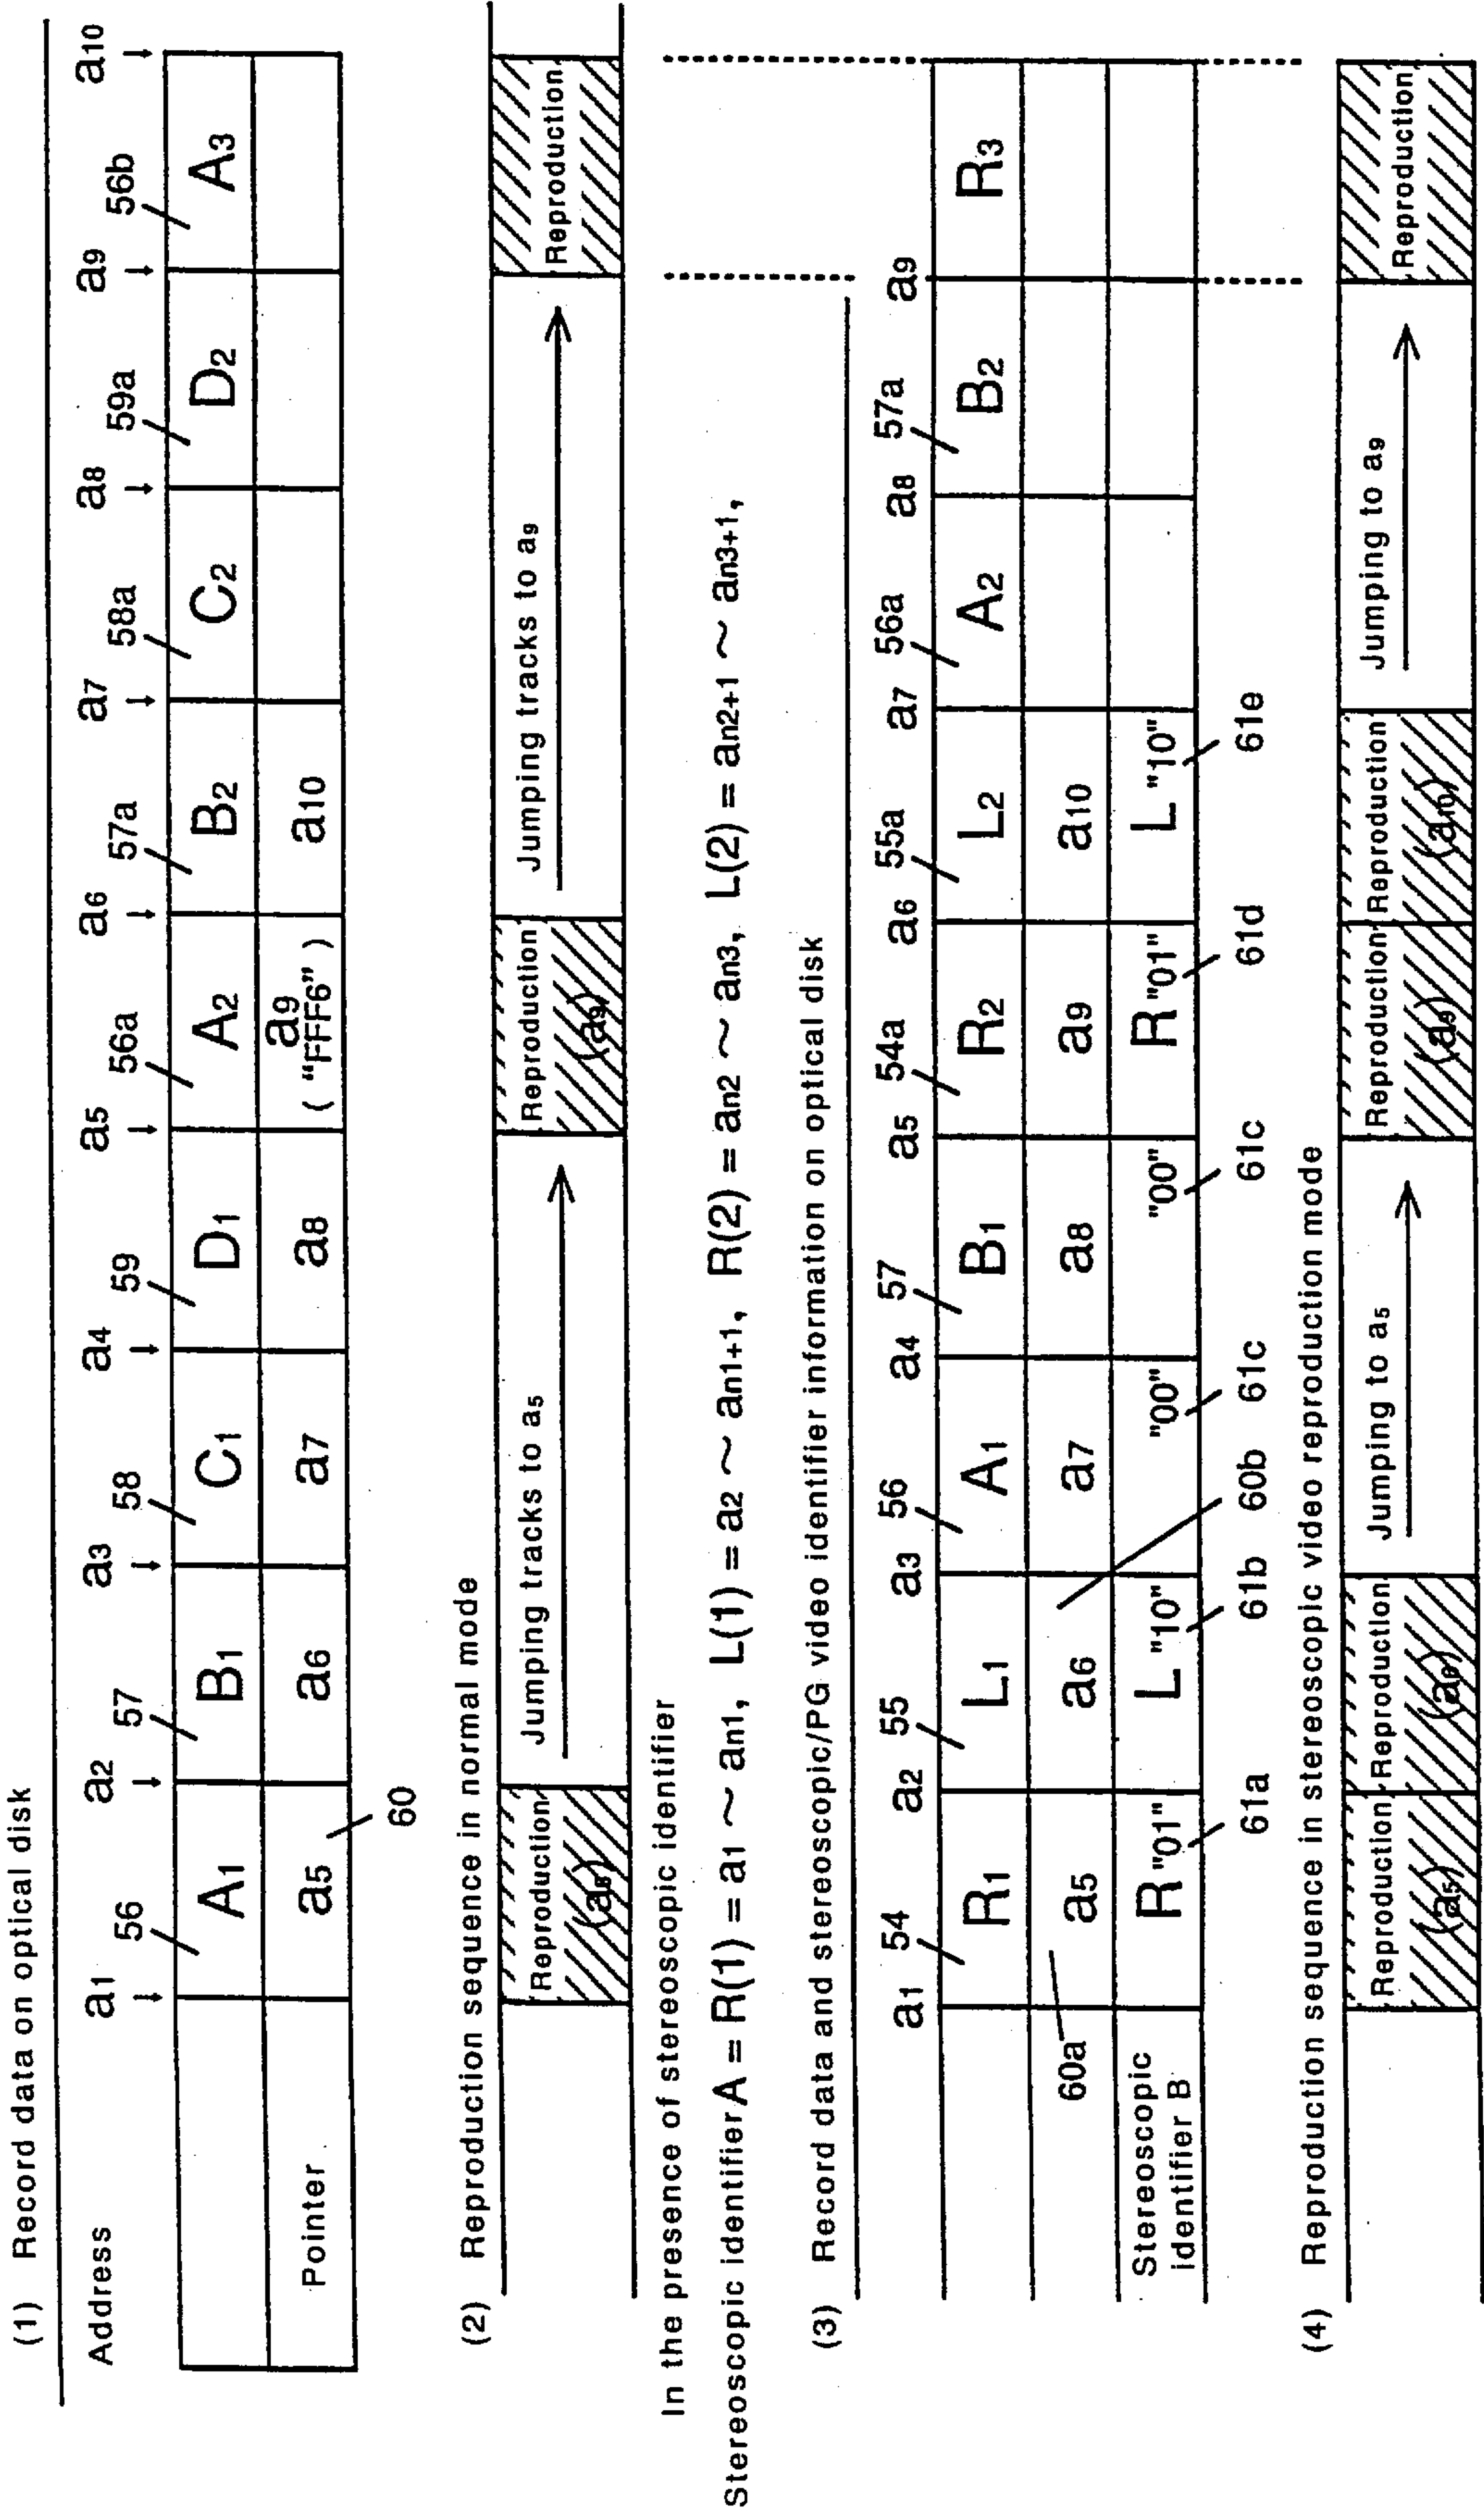 (1) Record data on optical disk
Address a1 a2 a3 a4 a5 a6 a7 a8 a9 a10
56 57 58 59 56a 57a 58a 59a 56b
A1 B1 C1 D1 A2 B2 C2 D2 A3
Pointer a5 a6 a7 a8 a9 a10
("FFF6")
60
(2) Reproduction sequence in normal mode
Reproduction Jumping tracks to a5 Reproduction Jumping tracks to a9 Reproduction
(a5) (a9)
In the presence of stereoscopic identifier
Stereoscopic identifier A = R(1) = a1 ~ an1, L(1) = a2 ~ an1+1, R(2) = an2 ~ an3, L(2) = an2+1 ~ an3+1,
(3) Record data and stereoscopic/PG video identifier information on optical disk
a1 54 a2 55 a3 56 a4 57 a5 54a a6 55a a7 56a a8 57a a9
R1 L1 A1 B1 R2 L2 A2 B2 R3
60a a5 a6 a7 a8 a9 a10
Stereoscopic identifier B R "01" L "10" "00" "00" R "01" L "10"
61a 61b 60b 61c 61c 61d 61e
(4) Reproduction sequence in stereoscopic video reproduction mode
Reproduction Reproduction Jumping to a5 Reproduction Reproduction Jumping to a9 Reproduction
(a5) (a6) (a9) (a10)